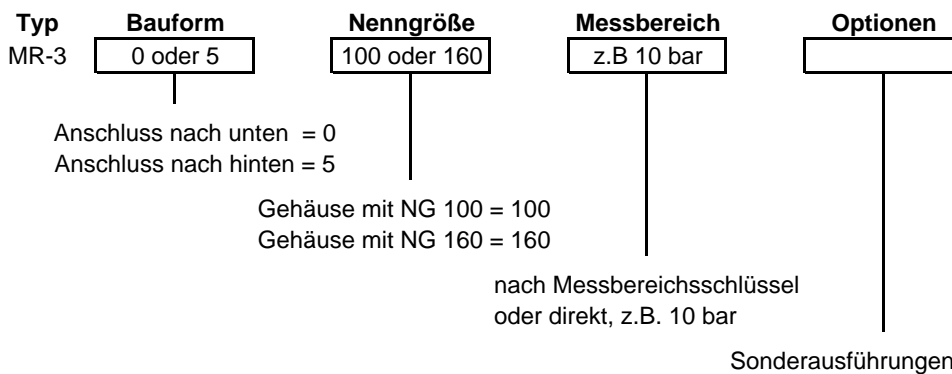 Typ Bauform Nenngröße Messbereich Optionen
MR-3 0 oder 5 100 oder 160 z.B 10 bar
Anschluss nach unten = 0
Anschluss nach hinten = 5
Gehäuse mit NG 100 = 100
Gehäuse mit NG 160 = 160
nach Messbereichsschlüssel
oder direkt, z.B. 10 bar
Sonderausführungen